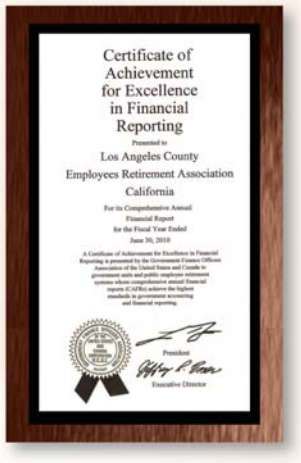 Certificate of
Achievement
for Excellence
in Financial
Reporting
Presented to
Los Angeles County
Employees Retirement Association
California
For its Comprehensive Annual
Financial Report
for the Fiscal Year Ended
June 30, 2010
A Certificate of Achievement for Excellence in Financial
Reporting is presented by the Government Finance Officers
Association of the United States and Canada to
government units and public employee retirement
systems whose comprehensive annual financial
reports (CAFRs) achieve the highest
standards in government accounting
and financial reporting.
President
Executive Director